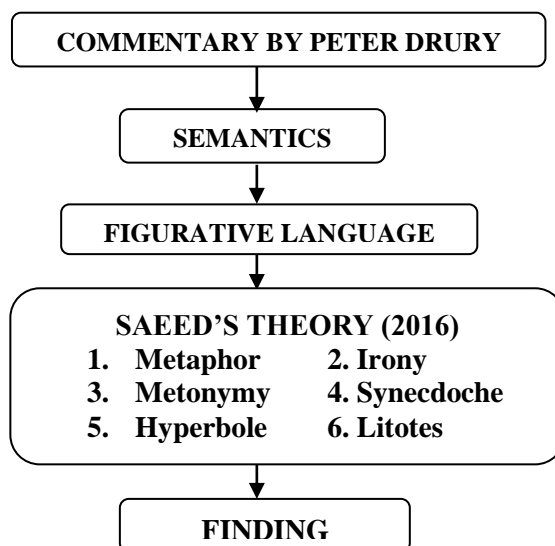 COMMENTARY BY PETER DRURY
SEMANTICS
FIGURATIVE LANGUAGE
SAEED'S THEORY (2016)
1. Metaphor 2. Irony
3. Metonymy 4. Synecdoche
5. Hyperbole 6. Litotes
FINDING